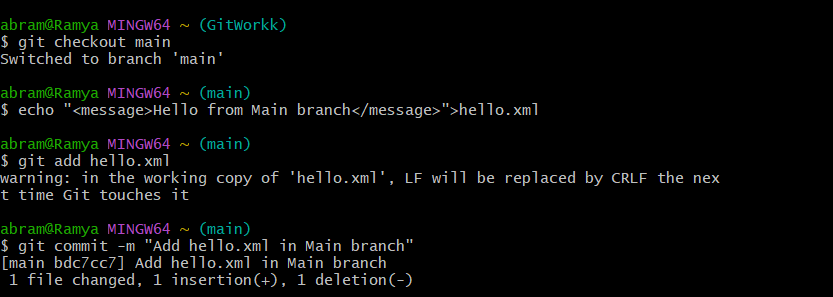 abram@Ramya MINGW64 ~ (GitWorkk)
$ git checkout main
Switched to branch 'main'
abram@Ramya MINGW64 ~ (main)
$ echo "<message>Hello from Main branch</message>">hello.xml
abram@Ramya MINGW64 ~ (main)
$ git add hello.xml
warning: in the working copy of 'hello.xml', LF will be replaced by CRLF the nex
t time Git touches it
abram@Ramya MINGW64 ~ (main)
$ git commit -m "Add hello.xml in Main branch"
[main bdc7cc7] Add hello.xml in Main branch
 1 file changed, 1 insertion(+), 1 deletion(-)